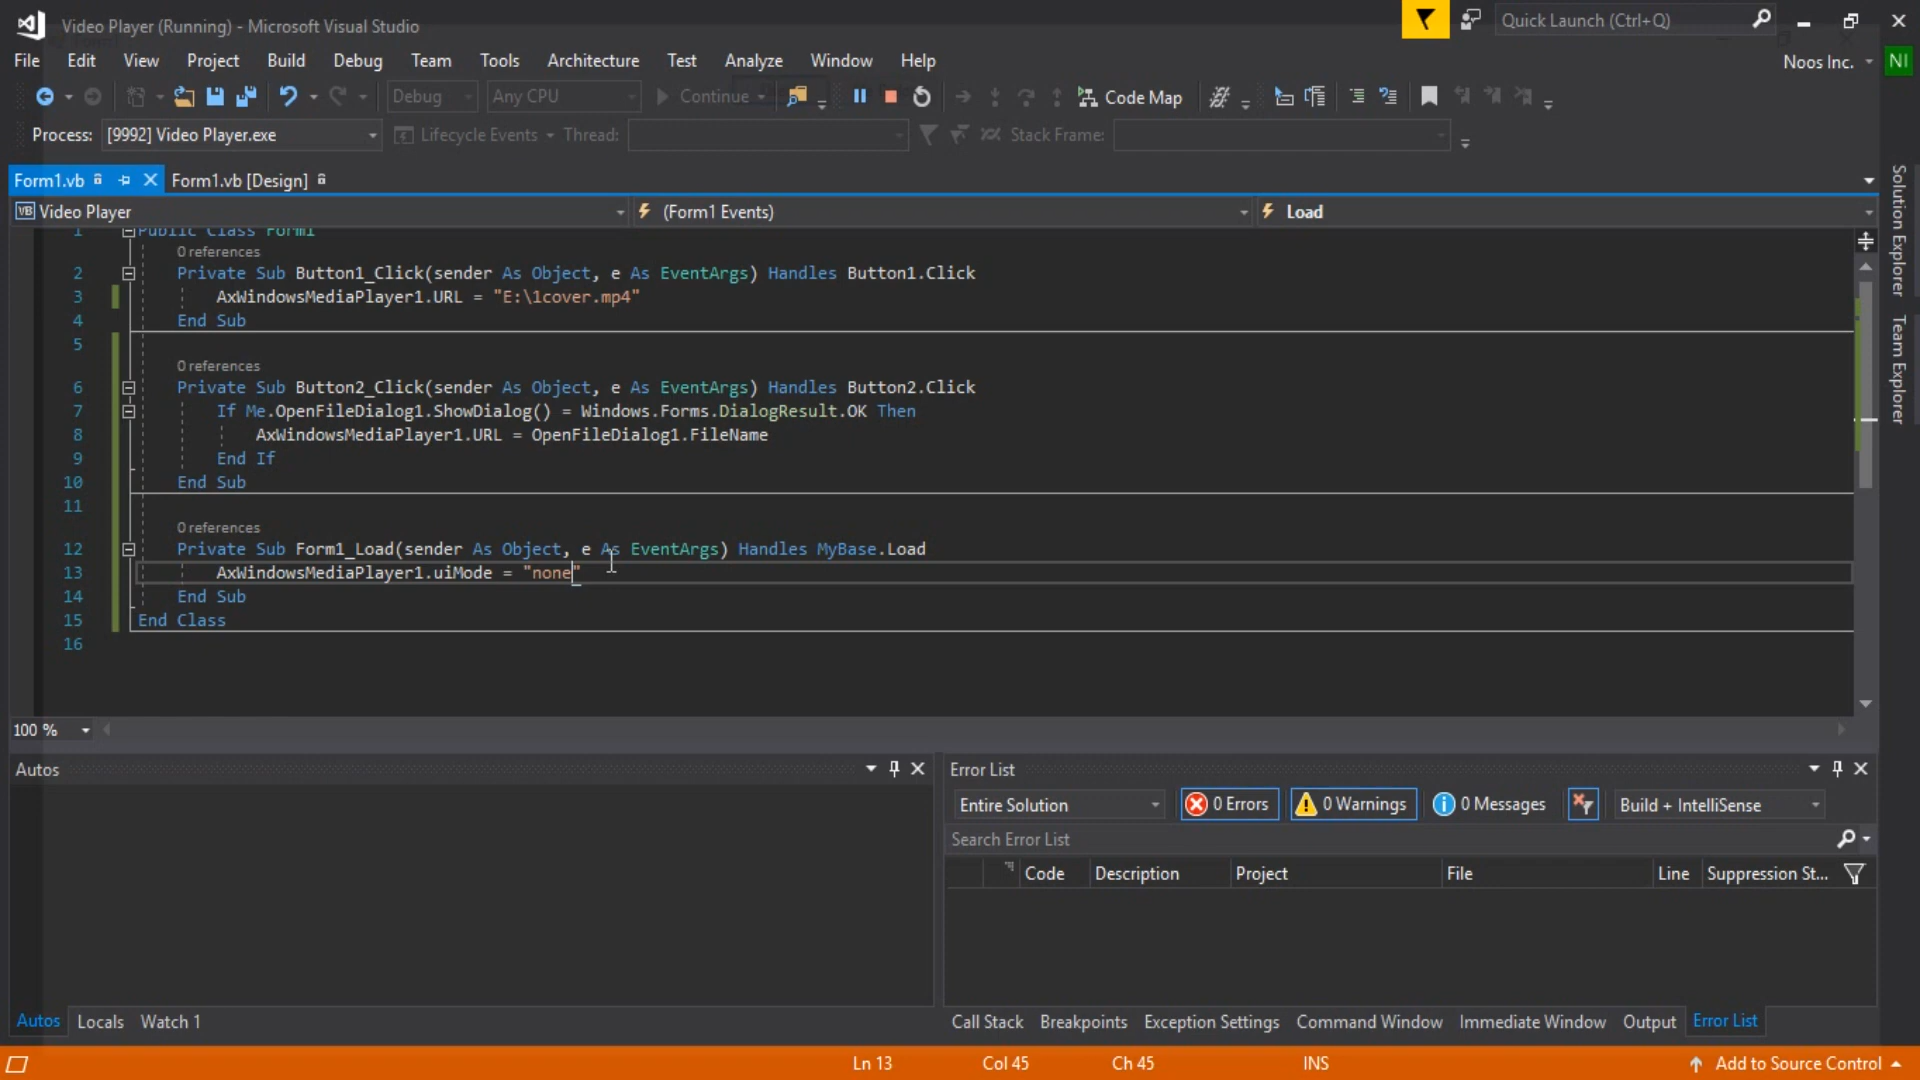 Video Player (Running) - Microsoft Visual Studio
Quick Launch (Ctrl+Q)
File Edit View Project Build Debug Team Tools Architecture Test Analyze Window Help
Noos Inc. NI
Debug Any CPU Continue Code Map
Process: [9992] Video Player.exe Lifecycle Events Thread: Stack Frame:
Form1.vb Form1.vb [Design]
VB Video Player (Form1 Events) Load
1 Public Class Form1
0 references
2 Private Sub Button1_Click(sender As Object, e As EventArgs) Handles Button1.Click
3 AxWindowsMediaPlayer1.URL = "E:\1cover.mp4"
4 End Sub
5
0 references
6 Private Sub Button2_Click(sender As Object, e As EventArgs) Handles Button2.Click
7 If Me.OpenFileDialog1.ShowDialog() = Windows.Forms.DialogResult.OK Then
8 AxWindowsMediaPlayer1.URL = OpenFileDialog1.FileName
9 End If
10 End Sub
11
0 references
12 Private Sub Form1_Load(sender As Object, e As EventArgs) Handles MyBase.Load
13 AxWindowsMediaPlayer1.uiMode = "none"
14 End Sub
15 End Class
16
Solution Explorer
Team Explorer
100 %
Autos
Error List
Entire Solution 0 Errors 0 Warnings 0 Messages Build + IntelliSense
Search Error List
Code Description Project File Line Suppression St...
Autos Locals Watch 1
Call Stack Breakpoints Exception Settings Command Window Immediate Window Output Error List
Ln 13 Col 45 Ch 45 INS Add to Source Control